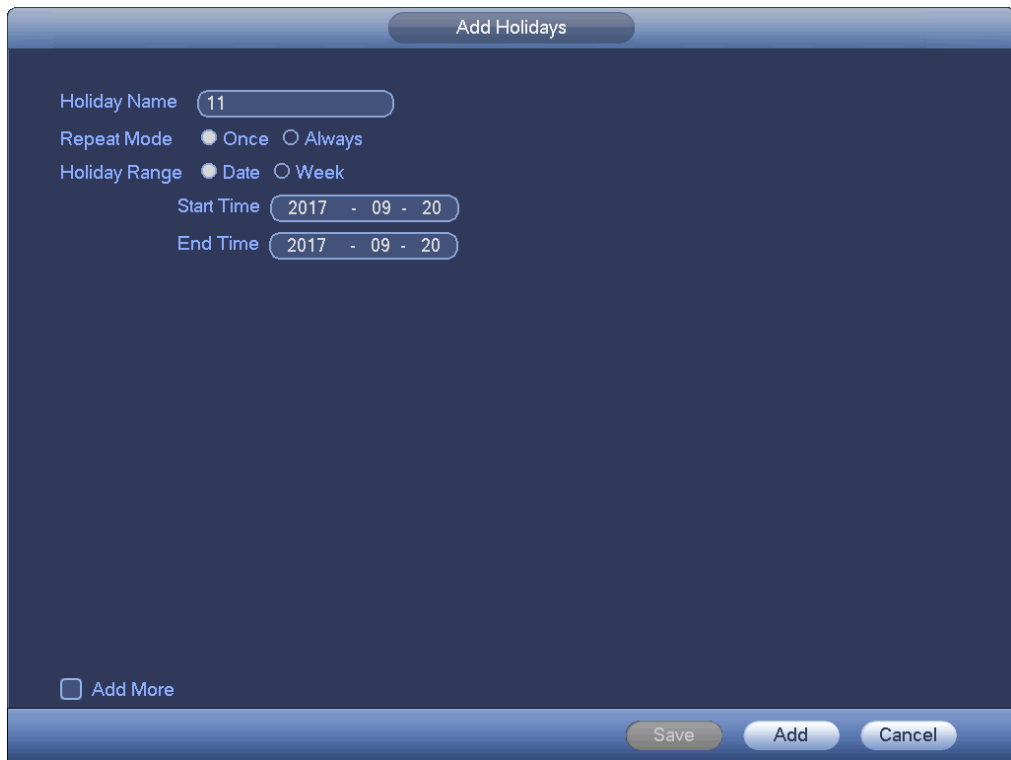 Add Holidays
Holiday Name 11
Repeat Mode Once Always
Holiday Range Date Week
Start Time 2017 - 09 - 20
End Time 2017 - 09 - 20
Add More
Save Add Cancel